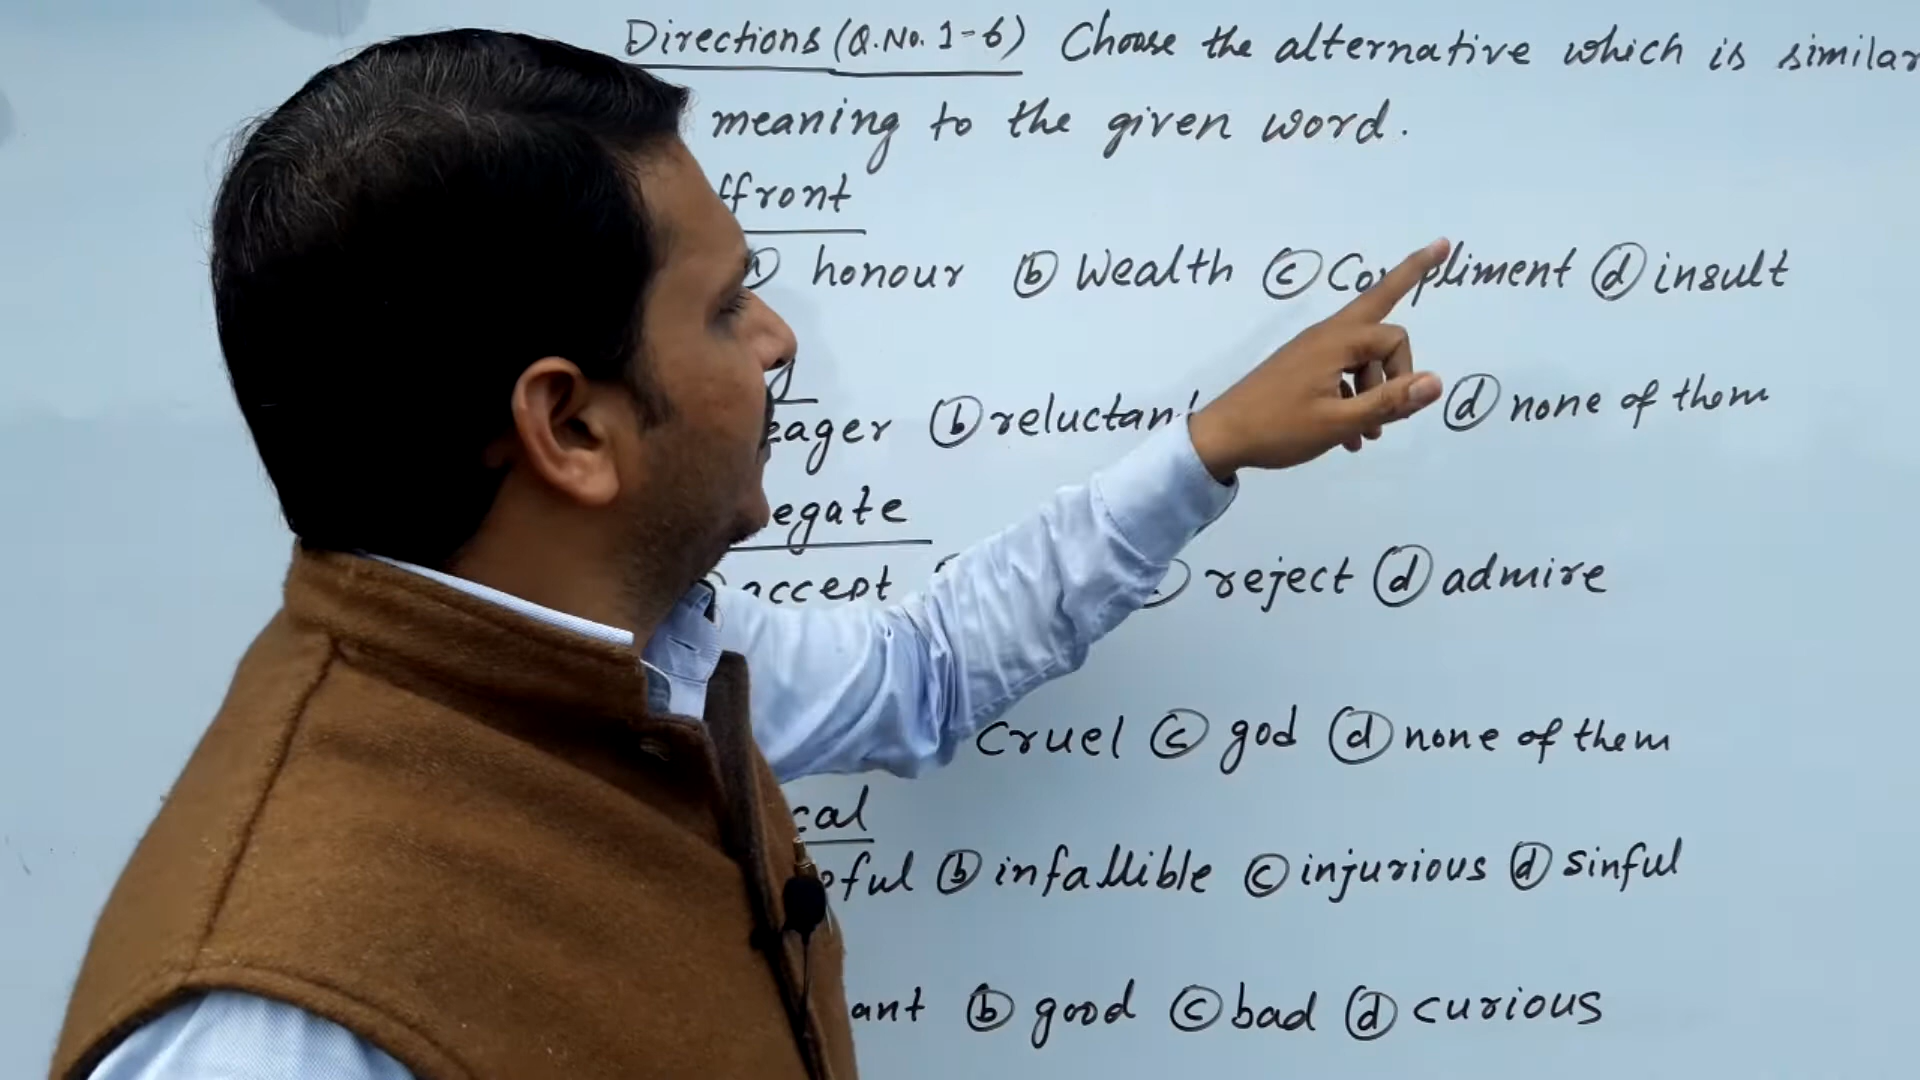 Directions (Q.No. 1-6) Choose the alternative which is similar
meaning to the given word.
ffront
honour (b) Wealth (c) Compliment (d) insult
eager (b) reluctant (d) none of them
egate
accept reject (d) admire
cruel (c) god (d) none of them
cal
(b) infallible (c) injurious (d) sinful
ant (b) good (c) bad (d) curious